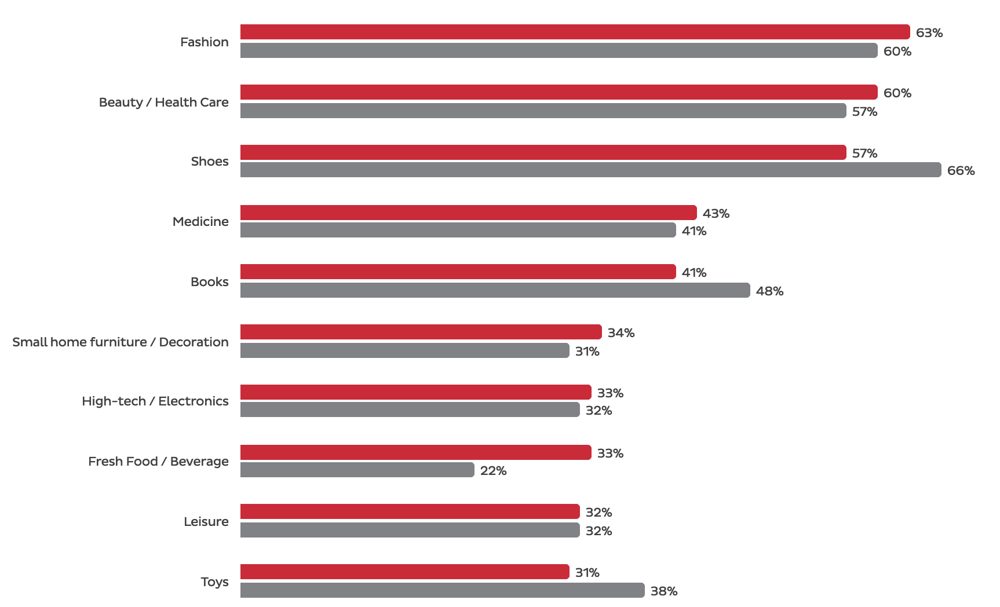 Fashion
63%
60%
Beauty / Health Care
60%
57%
Shoes
57%
66%
Medicine
43%
41%
Books
41%
48%
Small home furniture / Decoration
34%
31%
High-tech / Electronics
33%
32%
Fresh Food / Beverage
33%
22%
Leisure
32%
32%
Toys
31%
38%